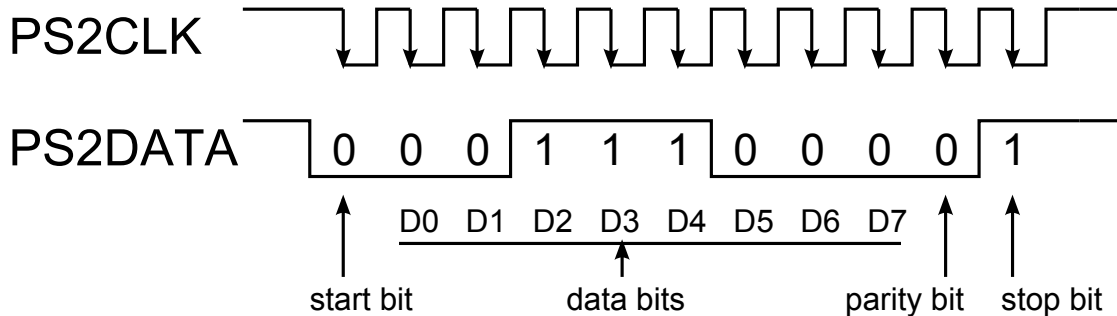 PS2CLK
PS2DATA 0 0 0 1 1 1 0 0 0 0 1
D0 D1 D2 D3 D4 D5 D6 D7
start bit data bits parity bit stop bit